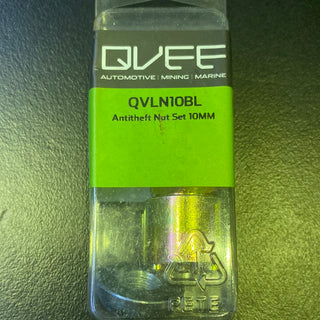 QVEE
AUTOMOTIVE | MINING | MARINE
QVLN10BL
Antitheft Nut Set 10MM
PETE